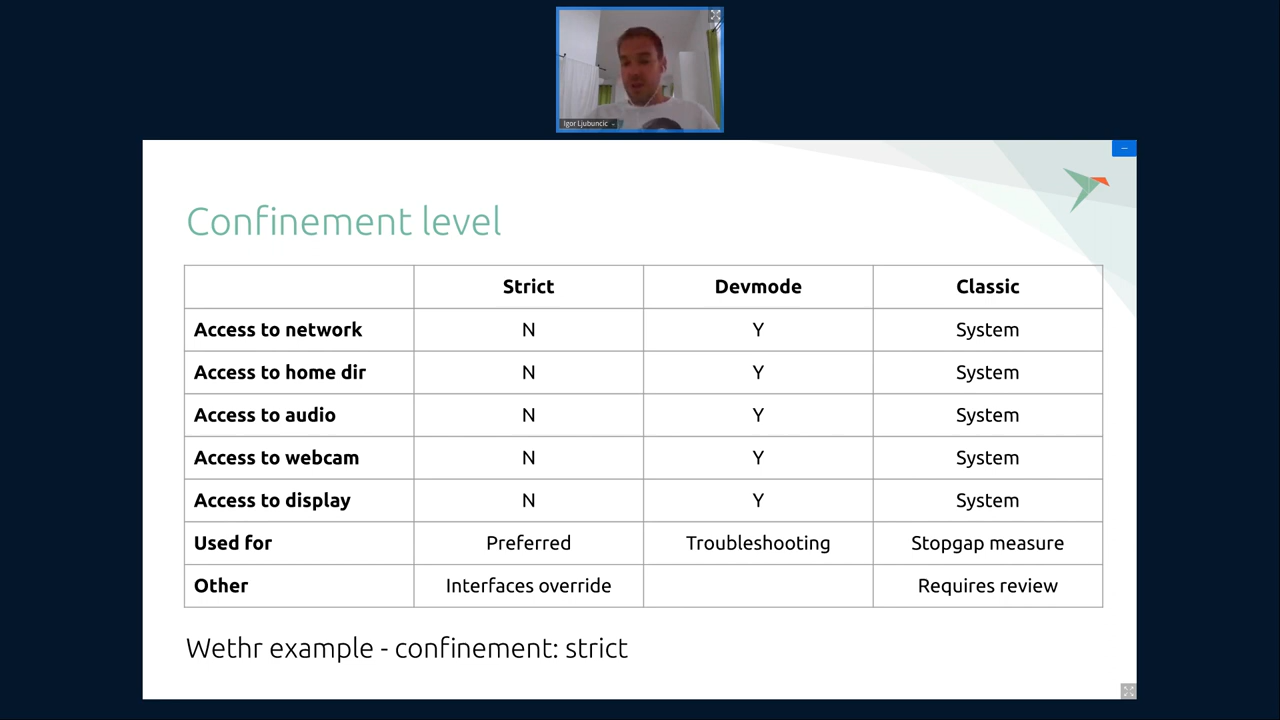 Igor Ljubuncic
Confinement level
Strict Devmode Classic
Access to network N Y System
Access to home dir N Y System
Access to audio N Y System
Access to webcam N Y System
Access to display N Y System
Used for Preferred Troubleshooting Stopgap measure
Other Interfaces override Requires review
Wethr example - confinement: strict